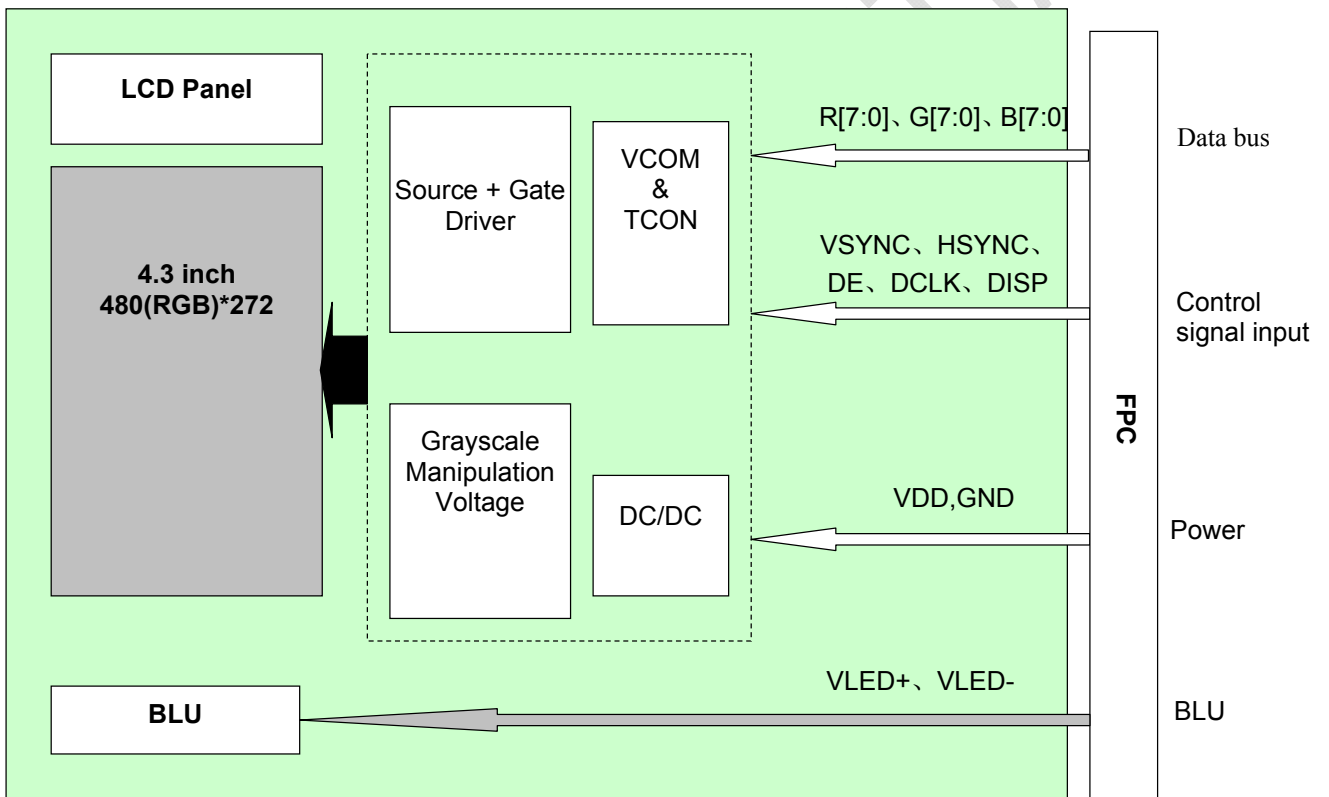 LCD Panel
4.3 inch
480(RGB)*272
Source + Gate
Driver
VCOM
&
TCON
Grayscale
Manipulation
Voltage
DC/DC
R[7:0]、G[7:0]、B[7:0]
Data bus
VSYNC、HSYNC、
DE、DCLK、DISP
Control
signal input
FPC
VDD,GND
Power
VLED+、VLED-
BLU
BLU